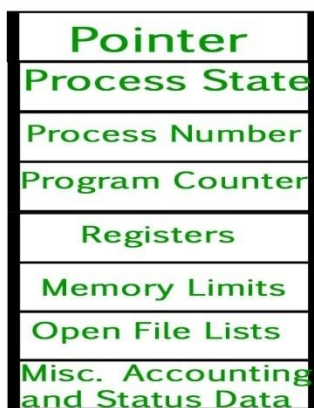 Pointer
Process State
Process Number
Program Counter
Registers
Memory Limits
Open File Lists
Misc. Accounting
and Status Data